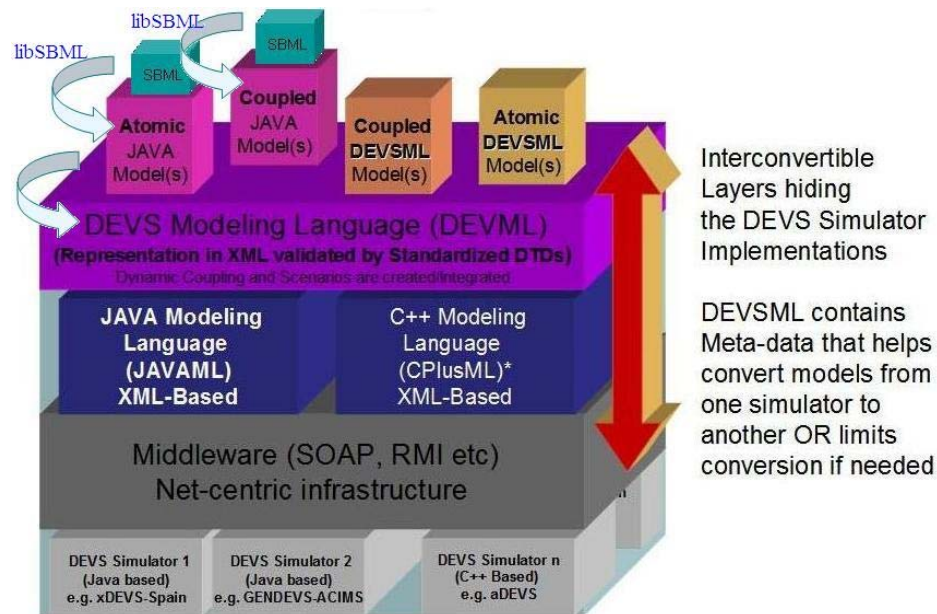 libSBML
libSBML
SBML
SBML
Atomic
JAVA
Model(s)
Coupled
JAVA
Model(s)
Coupled
DEVSML
Model(s)
Atomic
DEVSML
Model(s)
DEVS Modeling Language (DEVML)
(Representation in XML validated by Standardized DTDs)
Dynamic Coupling and Scenarios are created/Integrated
JAVA Modeling
Language
(JAVAML)
XML-Based
C++ Modeling
Language
(CPlusML)*
XML-Based
Middleware (SOAP, RMI etc)
Net-centric infrastructure
DEVS Simulator 1
(Java based)
e.g. xDEVS-Spain
DEVS Simulator 2
(Java based)
e.g. GENDEVS-ACIMS
DEVS Simulator n
(C++ Based)
e.g. aDEVS
Interconvertible
Layers hiding
the DEVS Simulator
Implementations
DEVSML contains
Meta-data that helps
convert models from
one simulator to
another OR limits
conversion if needed